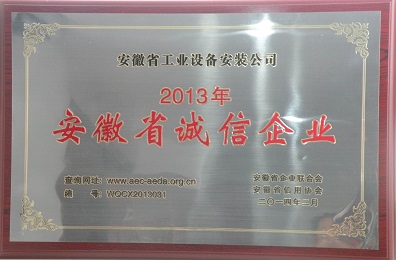 安徽省工业设备安装公司
2013年
安徽省诚信企业
查询网址: www.aec-aeda.org.cn
编 号: WQCX2013031
安徽省企业联合会
安徽省信用协会
二〇一四年二月